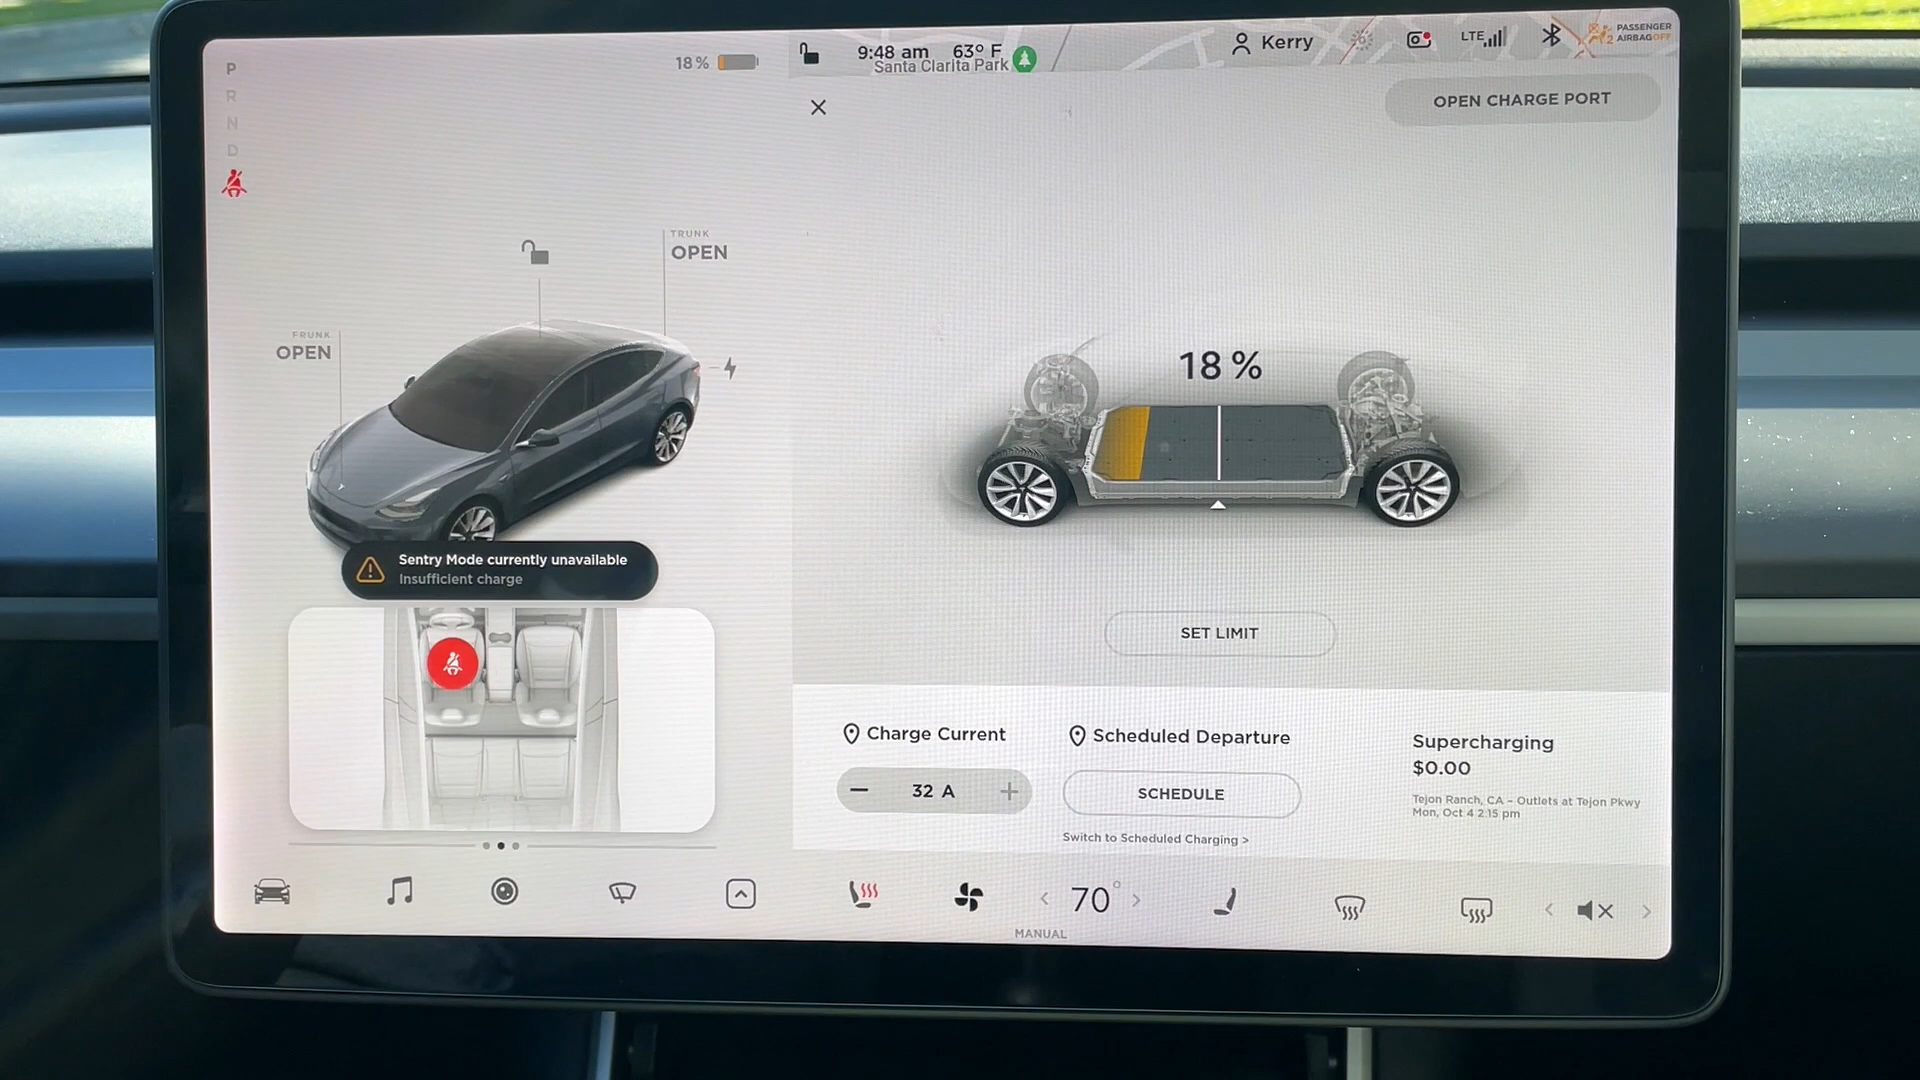 P
R
N
D
18 %
9:48 am 63° F
Santa Clarita Park
Kerry
LTE
PASSENGER
AIRBAG OFF
OPEN CHARGE PORT
TRUNK
OPEN
FRUNK
OPEN
18 %
Sentry Mode currently unavailable
Insufficient charge
SET LIMIT
Charge Current
32 A
Scheduled Departure
SCHEDULE
Switch to Scheduled Charging >
Supercharging
$0.00
Tejon Ranch, CA – Outlets at Tejon Pkwy
Mon, Oct 4 2:15 pm
70°
MANUAL